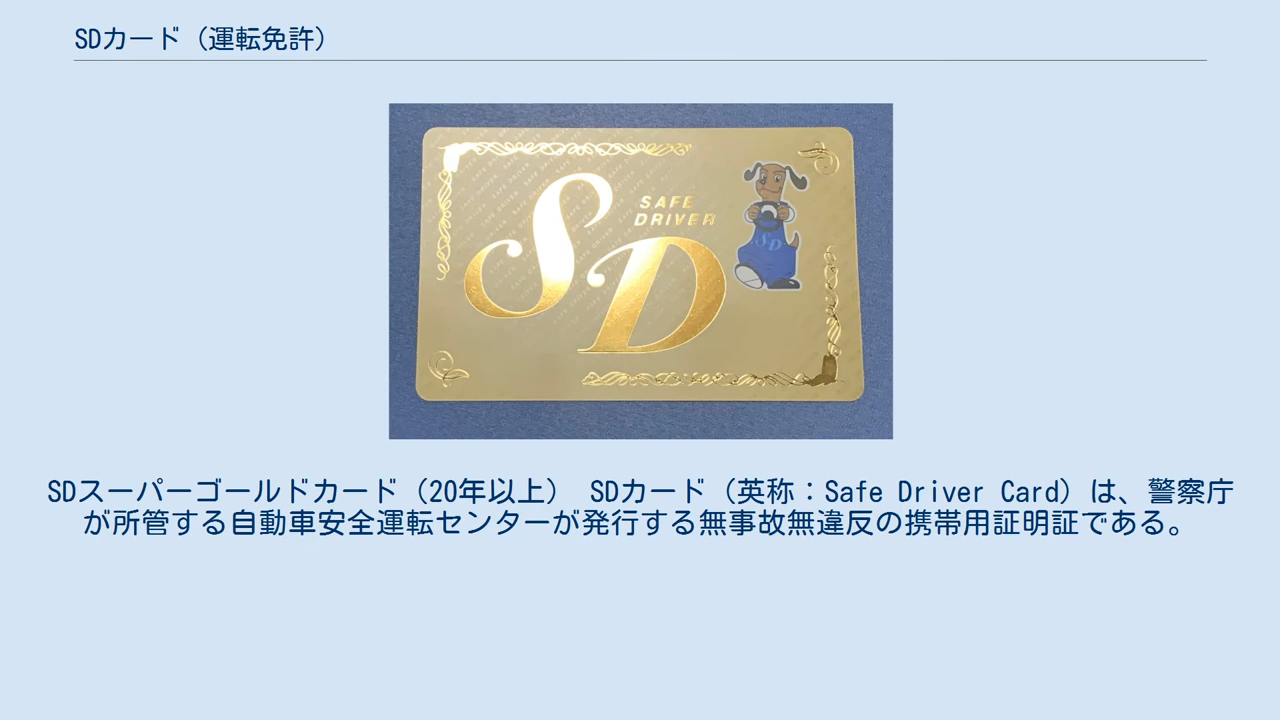 SDカード（運転免許）
SAFE
DRIVER
SD
SD
SDスーパーゴールドカード（20年以上） SDカード（英称：Safe Driver Card）は、警察庁
が所管する自動車安全運転センターが発行する無事故無違反の携帯用証明証である。